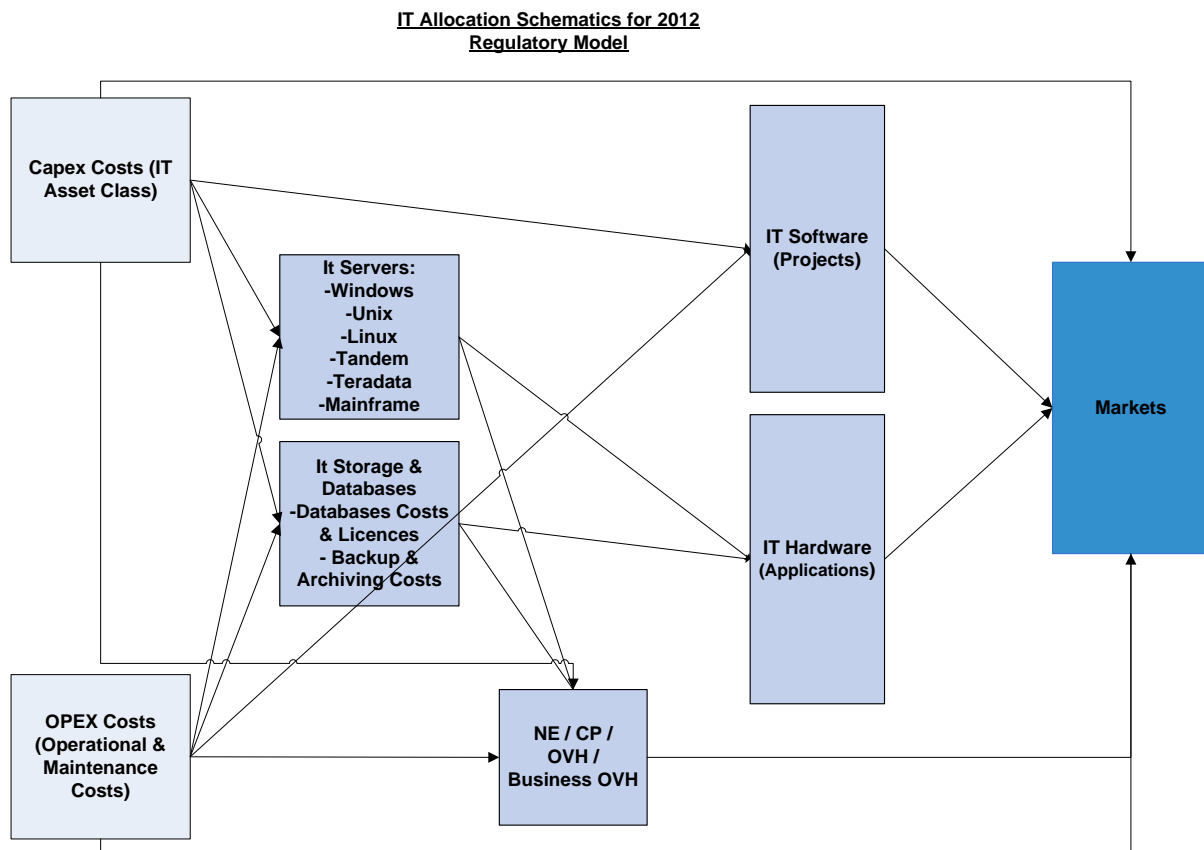 IT Allocation Schematics for 2012
Regulatory Model
Capex Costs (IT
Asset Class)
IT Software
(Projects)
It Servers:
-Windows
-Unix
-Linux
-Tandem
-Teradata
-Mainframe
Markets
It Storage &
Databases
-Databases Costs
& Licences
- Backup &
Archiving Costs
IT Hardware
(Applications)
OPEX Costs
(Operational &
Maintenance
Costs)
NE / CP /
OVH /
Business OVH